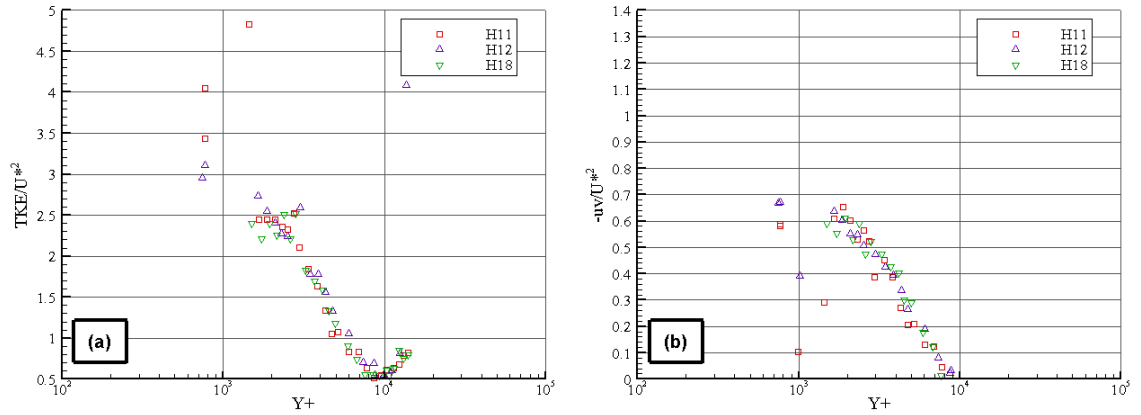 5
4.5
4
3.5
3
2.5
2
1.5
1
0.5
TKE/U*²
H11
H12
H18
(a)
10² 10³ 10⁴ 10⁵
Y+
1.4
1.3
1.2
1.1
1
0.9
0.8
0.7
0.6
0.5
0.4
0.3
0.2
0.1
0
-uv/U*²
H11
H12
H18
(b)
10² 10³ 10⁴ 10⁵
Y+